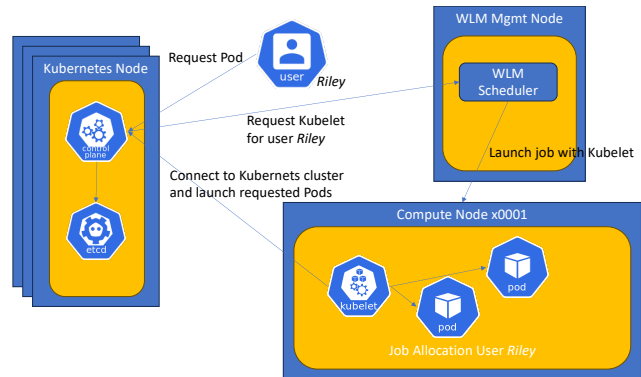 Kubernetes Node
control
plane
etcd
Request Pod
user
Riley
Request Kubelet
for user Riley
Connect to Kubernets cluster
and launch requested Pods
WLM Mgmt Node
WLM
Scheduler
Launch job with Kubelet
Compute Node x0001
kubelet
pod
pod
Job Allocation User Riley